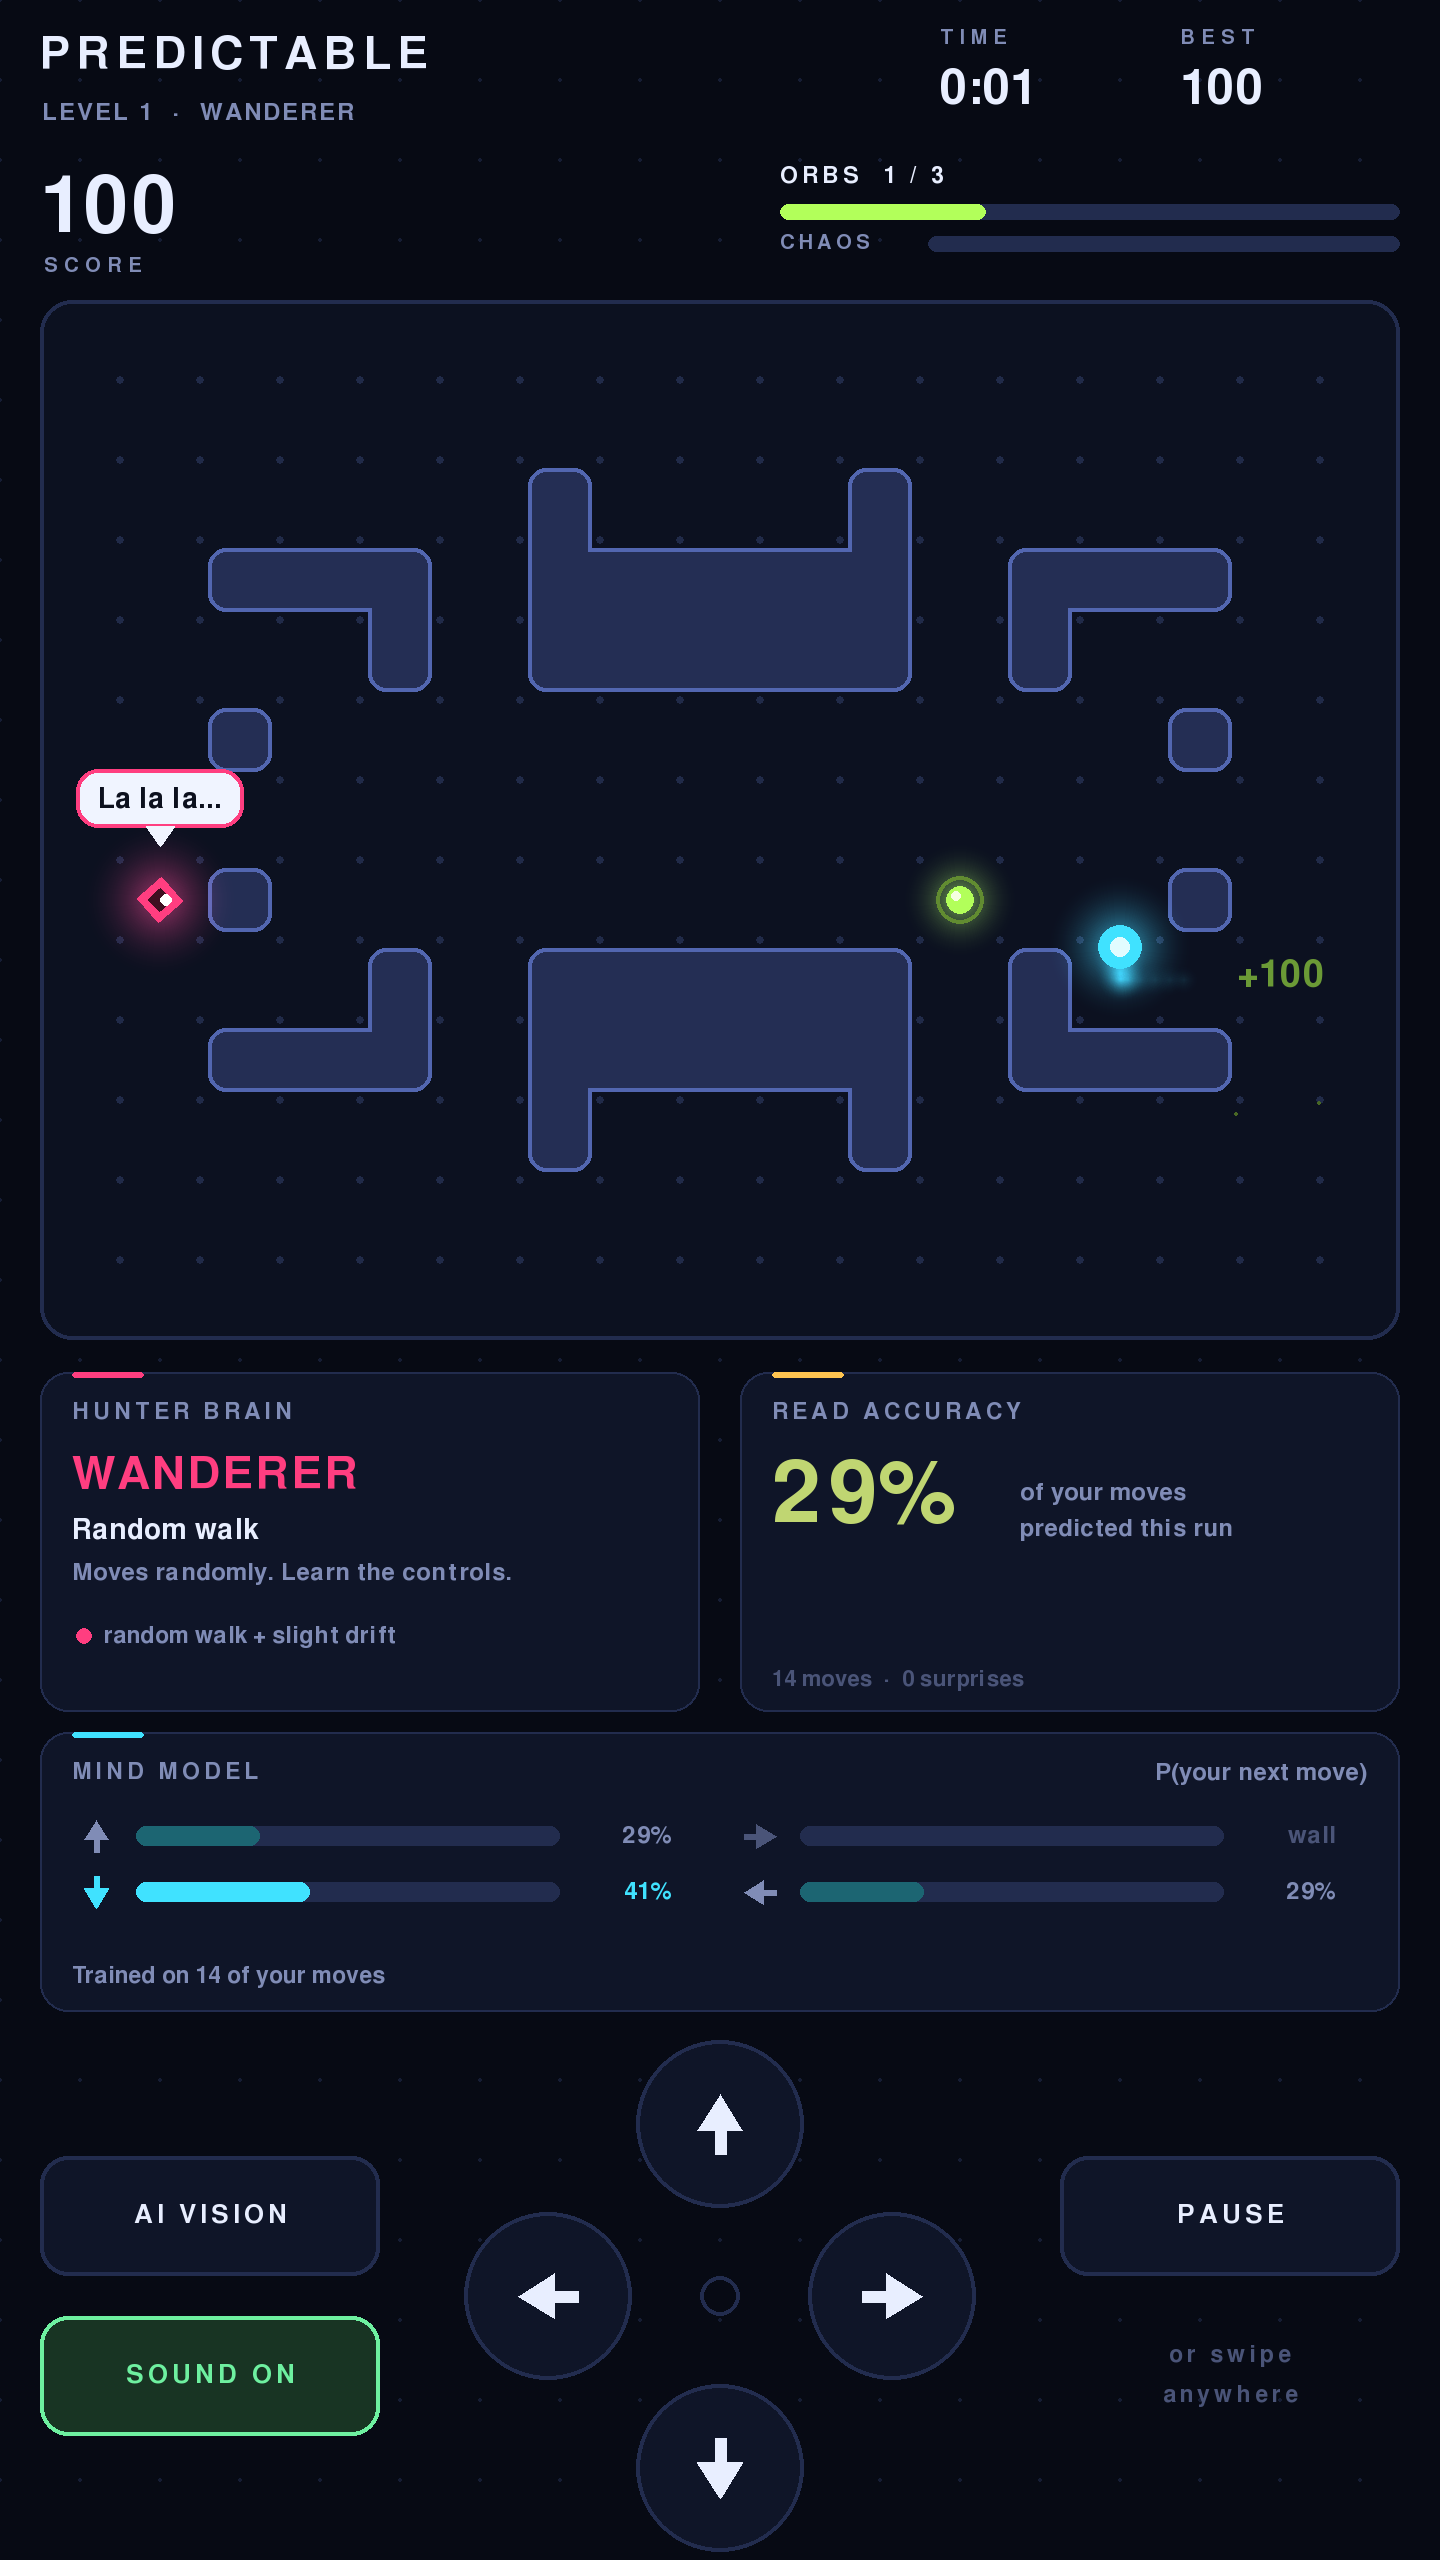 PREDICTABLE
LEVEL 1 · WANDERER
TIME
0:01
BEST
100
100
SCORE
ORBS 1 / 3
CHAOS
La la la...
+100
HUNTER BRAIN
WANDERER
Random walk
Moves randomly. Learn the controls.
random walk + slight drift
READ ACCURACY
29%
of your moves
predicted this run
14 moves · 0 surprises
MIND MODEL
P(your next move)
29%
wall
41%
29%
Trained on 14 of your moves
AI VISION
PAUSE
SOUND ON
or swipe
anywhere